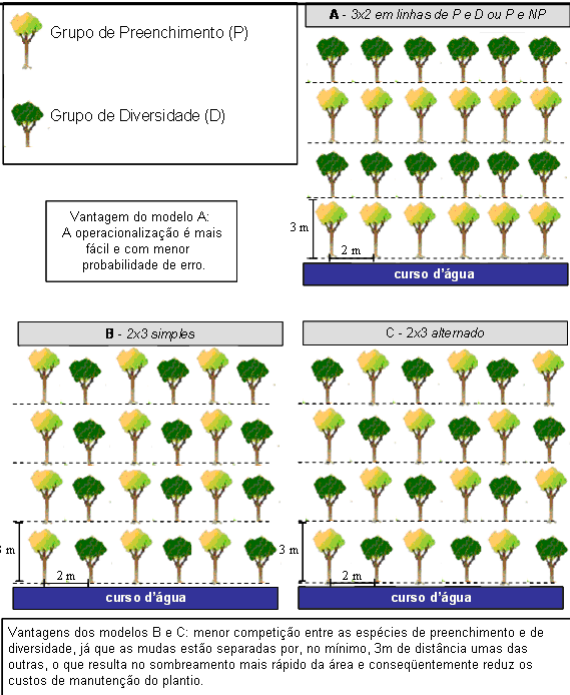 Grupo de Preenchimento (P)
Grupo de Diversidade (D)
A - 3x2 em linhas de P e D ou P e NP
Vantagem do modelo A:
A operacionalização é mais
fácil e com menor
probabilidade de erro.
3 m
2 m
curso d'água
B - 2x3 simples
3 m
2 m
curso d'água
C - 2x3 alternado
3 m
2 m
curso d'água
Vantagens dos modelos B e C: menor competição entre as espécies de preenchimento e de
diversidade, já que as mudas estão separadas por, no mínimo, 3m de distância umas das
outras, o que resulta no sombreamento mais rápido da área e conseqüentemente reduz os
custos de manutenção do plantio.